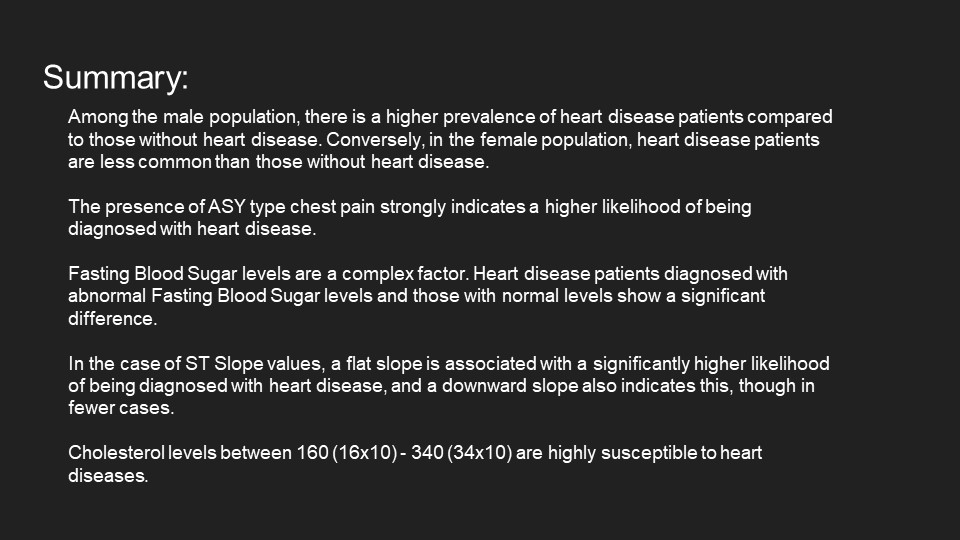 Summary:
Among the male population, there is a higher prevalence of heart disease patients compared
to those without heart disease. Conversely, in the female population, heart disease patients
are less common than those without heart disease.
The presence of ASY type chest pain strongly indicates a higher likelihood of being
diagnosed with heart disease.
Fasting Blood Sugar levels are a complex factor. Heart disease patients diagnosed with
abnormal Fasting Blood Sugar levels and those with normal levels show a significant
difference.
In the case of ST Slope values, a flat slope is associated with a significantly higher likelihood
of being diagnosed with heart disease, and a downward slope also indicates this, though in
fewer cases.
Cholesterol levels between 160 (16x10) - 340 (34x10) are highly susceptible to heart
diseases.